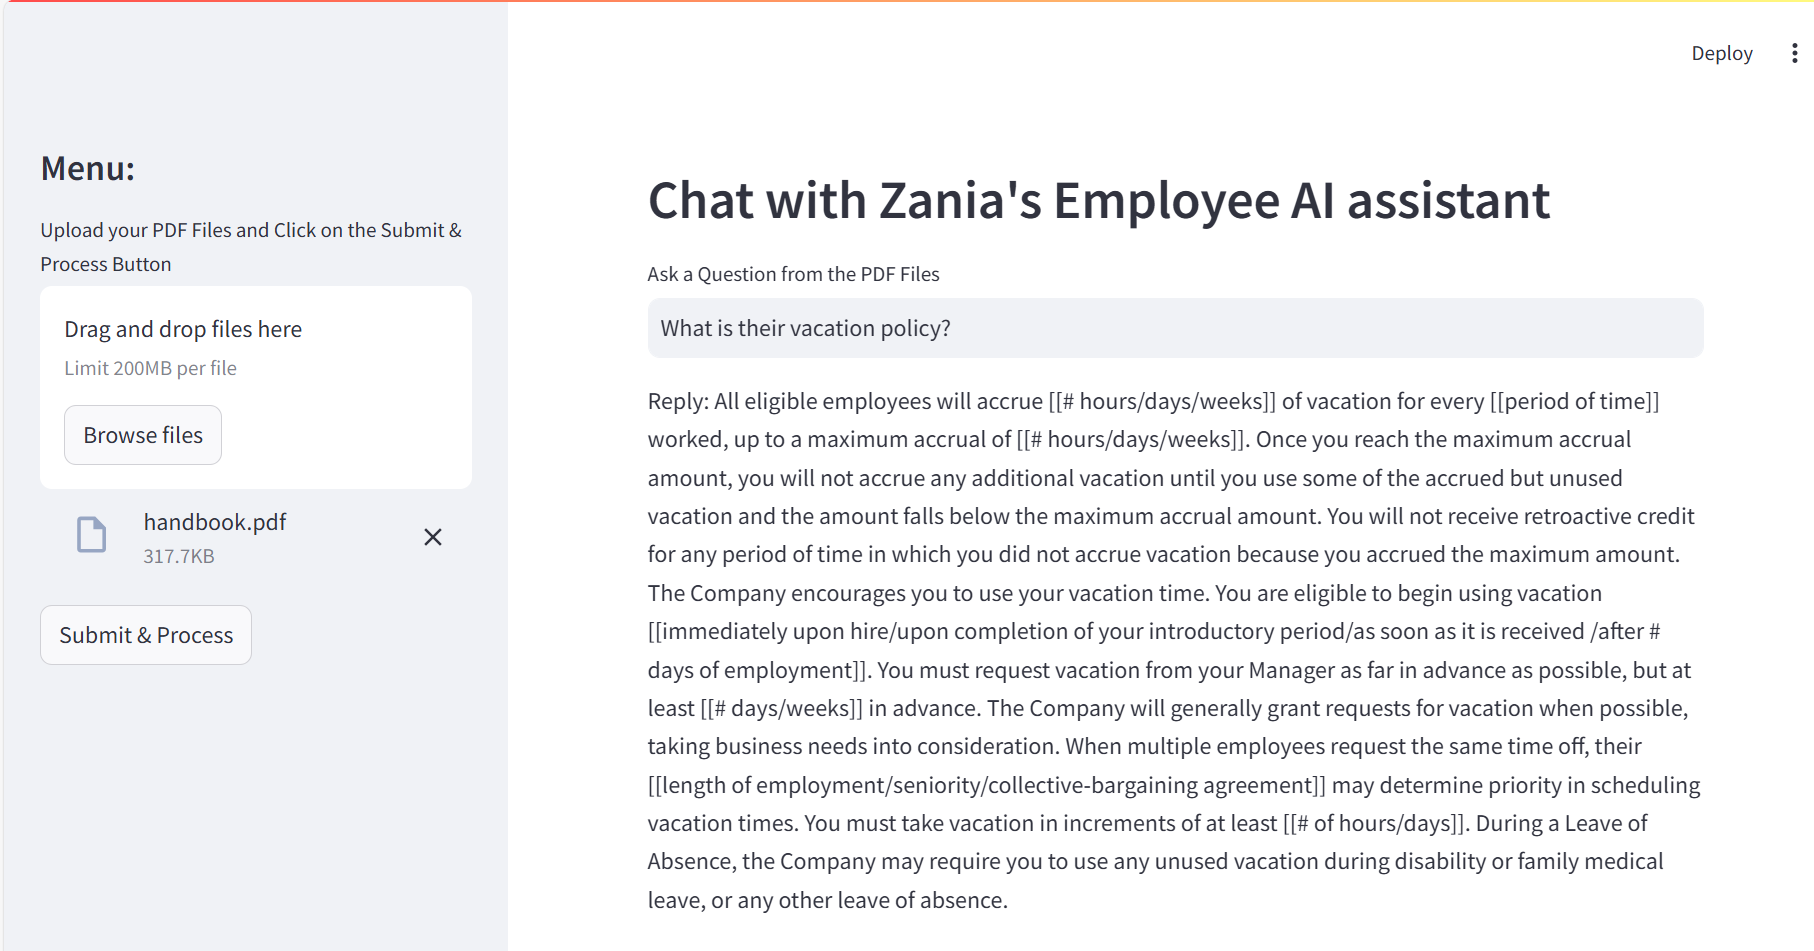 Deploy
Menu:
Upload your PDF Files and Click on the Submit &
Process Button
Drag and drop files here
Limit 200MB per file
Browse files
handbook.pdf
317.7KB
Submit & Process
Chat with Zania's Employee AI assistant
Ask a Question from the PDF Files
What is their vacation policy?
Reply: All eligible employees will accrue [[# hours/days/weeks]] of vacation for every [[period of time]]
worked, up to a maximum accrual of [[# hours/days/weeks]]. Once you reach the maximum accrual
amount, you will not accrue any additional vacation until you use some of the accrued but unused
vacation and the amount falls below the maximum accrual amount. You will not receive retroactive credit
for any period of time in which you did not accrue vacation because you accrued the maximum amount.
The Company encourages you to use your vacation time. You are eligible to begin using vacation
[[immediately upon hire/upon completion of your introductory period/as soon as it is received /after #
days of employment]]. You must request vacation from your Manager as far in advance as possible, but at
least [[# days/weeks]] in advance. The Company will generally grant requests for vacation when possible,
taking business needs into consideration. When multiple employees request the same time off, their
[[length of employment/seniority/collective-bargaining agreement]] may determine priority in scheduling
vacation times. You must take vacation in increments of at least [[# of hours/days]]. During a Leave of
Absence, the Company may require you to use any unused vacation during disability or family medical
leave, or any other leave of absence.